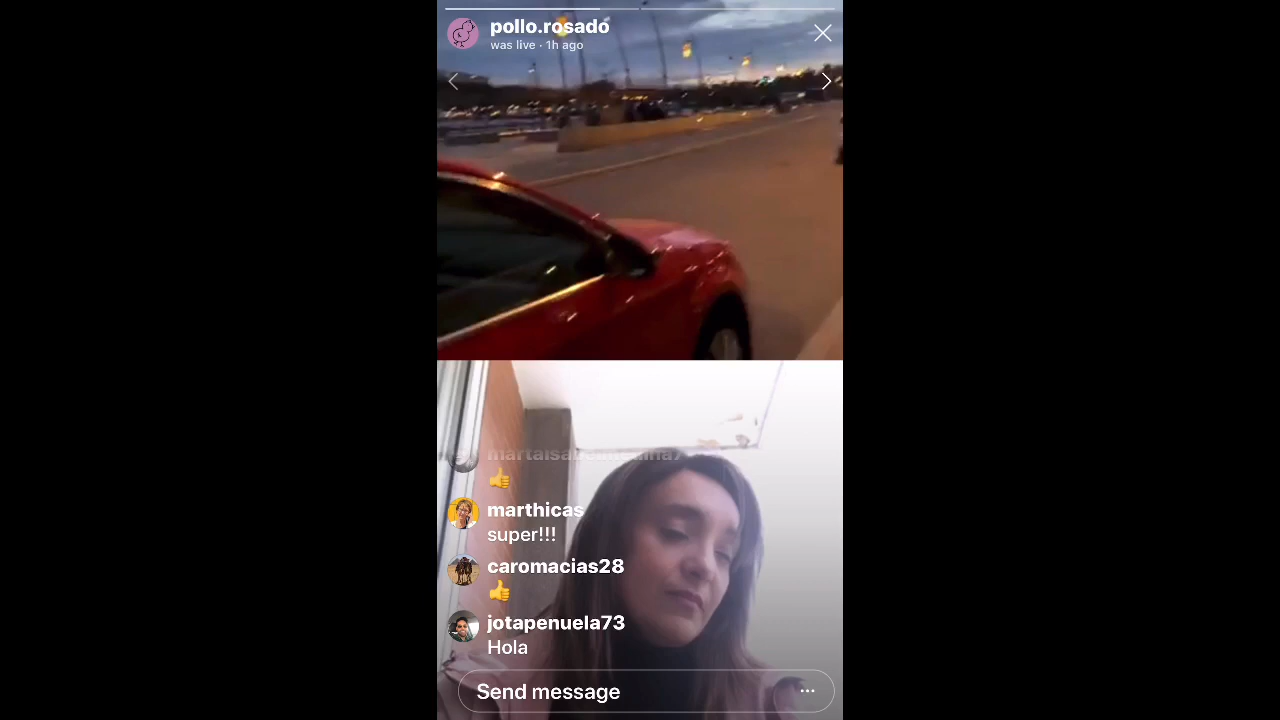 pollo.rosado
was live · 1h ago
👍
marthicas
super!!!
caromacias28
👍
jotapenuela73
Hola
Send message